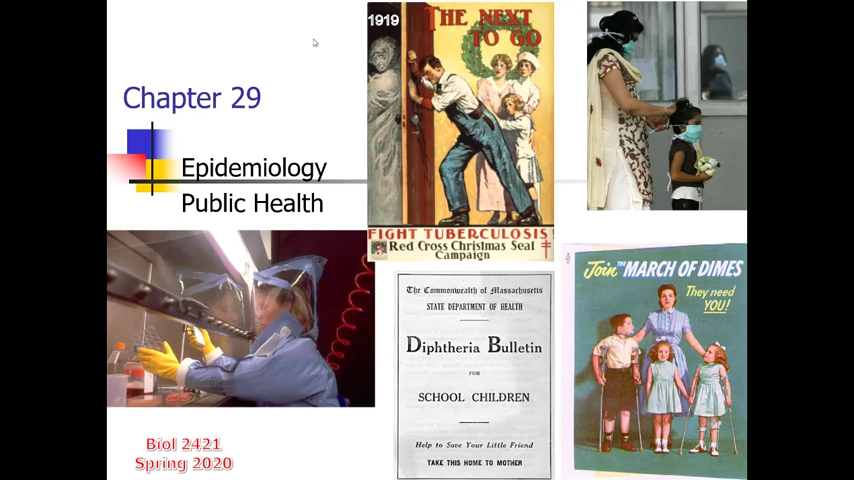 Chapter 29
Epidemiology
Public Health
1919
THE NEXT
TO GO
FIGHT TUBERCULOSIS!
Red Cross Christmas Seal
Campaign
The Commonwealth of Massachusetts
STATE DEPARTMENT OF HEALTH
Diphtheria Bulletin
FOR
SCHOOL CHILDREN
Help to Save Your Little Friend
TAKE THIS HOME TO MOTHER
Join THE MARCH OF DIMES
They need
YOU!
Biol 2421
Spring 2020